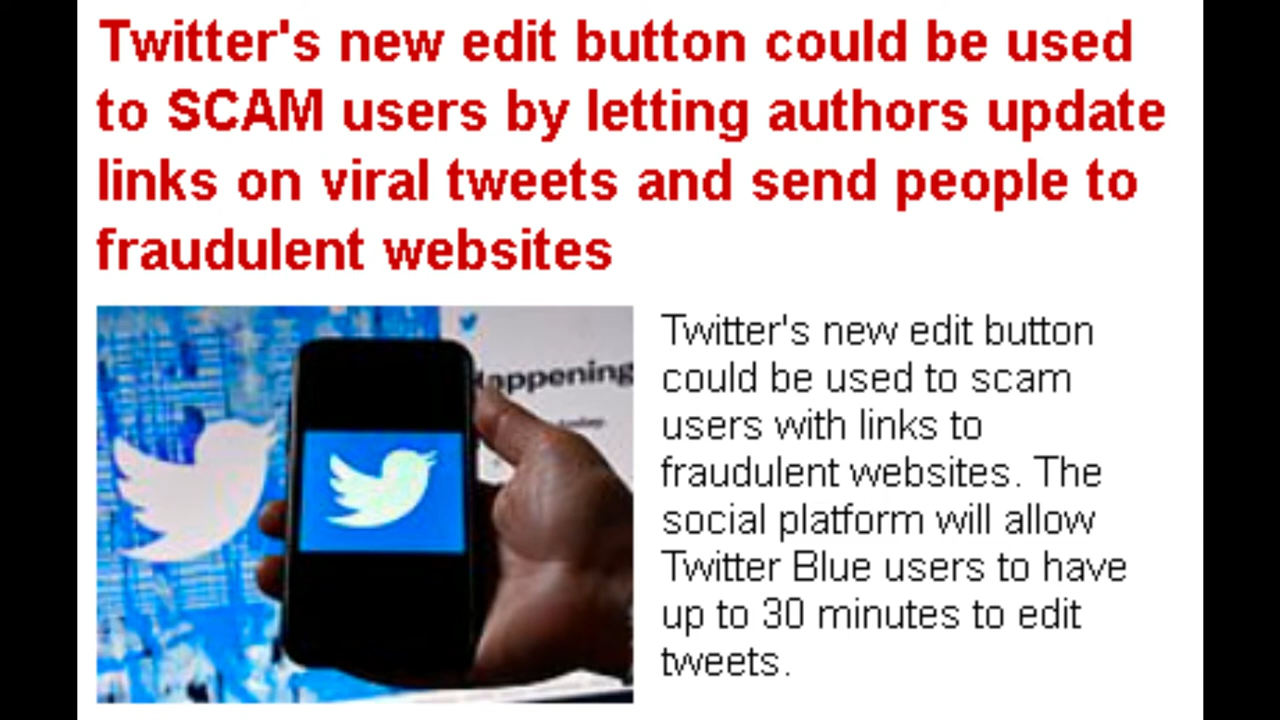 Twitter's new edit button could be used
to SCAM users by letting authors update
links on viral tweets and send people to
fraudulent websites
Happening
today.
Twitter's new edit button
could be used to scam
users with links to
fraudulent websites. The
social platform will allow
Twitter Blue users to have
up to 30 minutes to edit
tweets.